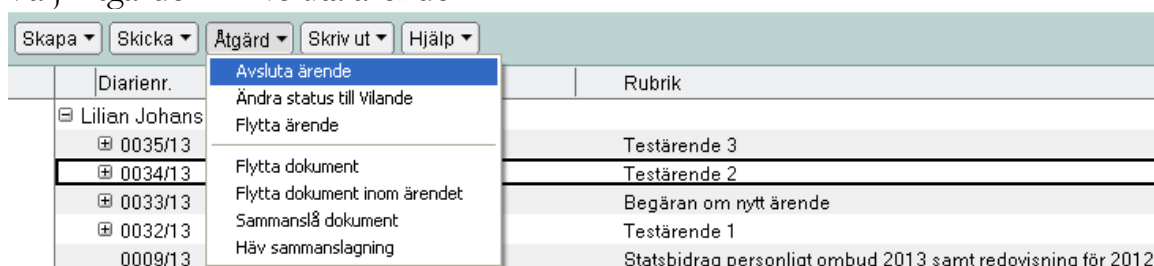 Skapa Skicka Åtgärd Skriv ut Hjälp
Diarienr. Rubrik
Avsluta ärende
Ändra status till Vilande
Flytta ärende
Flytta dokument
Flytta dokument inom ärendet
Sammanslå dokument
Häv sammanslagning
Lilian Johans
0035/13 Testärende 3
0034/13 Testärende 2
0033/13 Begäran om nytt ärende
0032/13 Testärende 1
0009/13 Statsbidrag personligt ombud 2013 samt redovisning för 2012